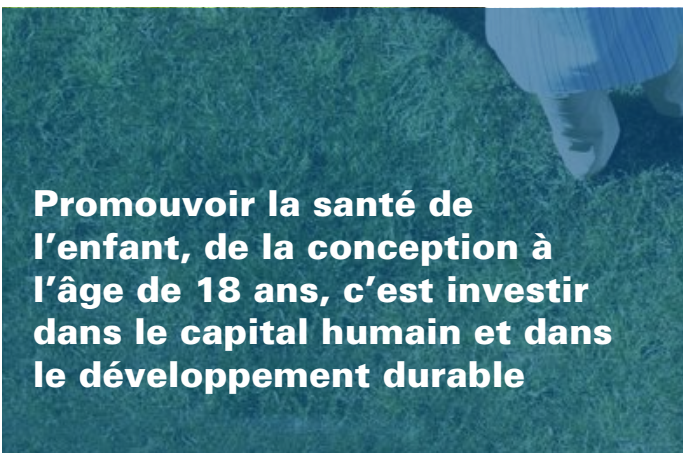 Promouvoir la santé de
l’enfant, de la conception à
l’âge de 18 ans, c’est investir
dans le capital humain et dans
le développement durable